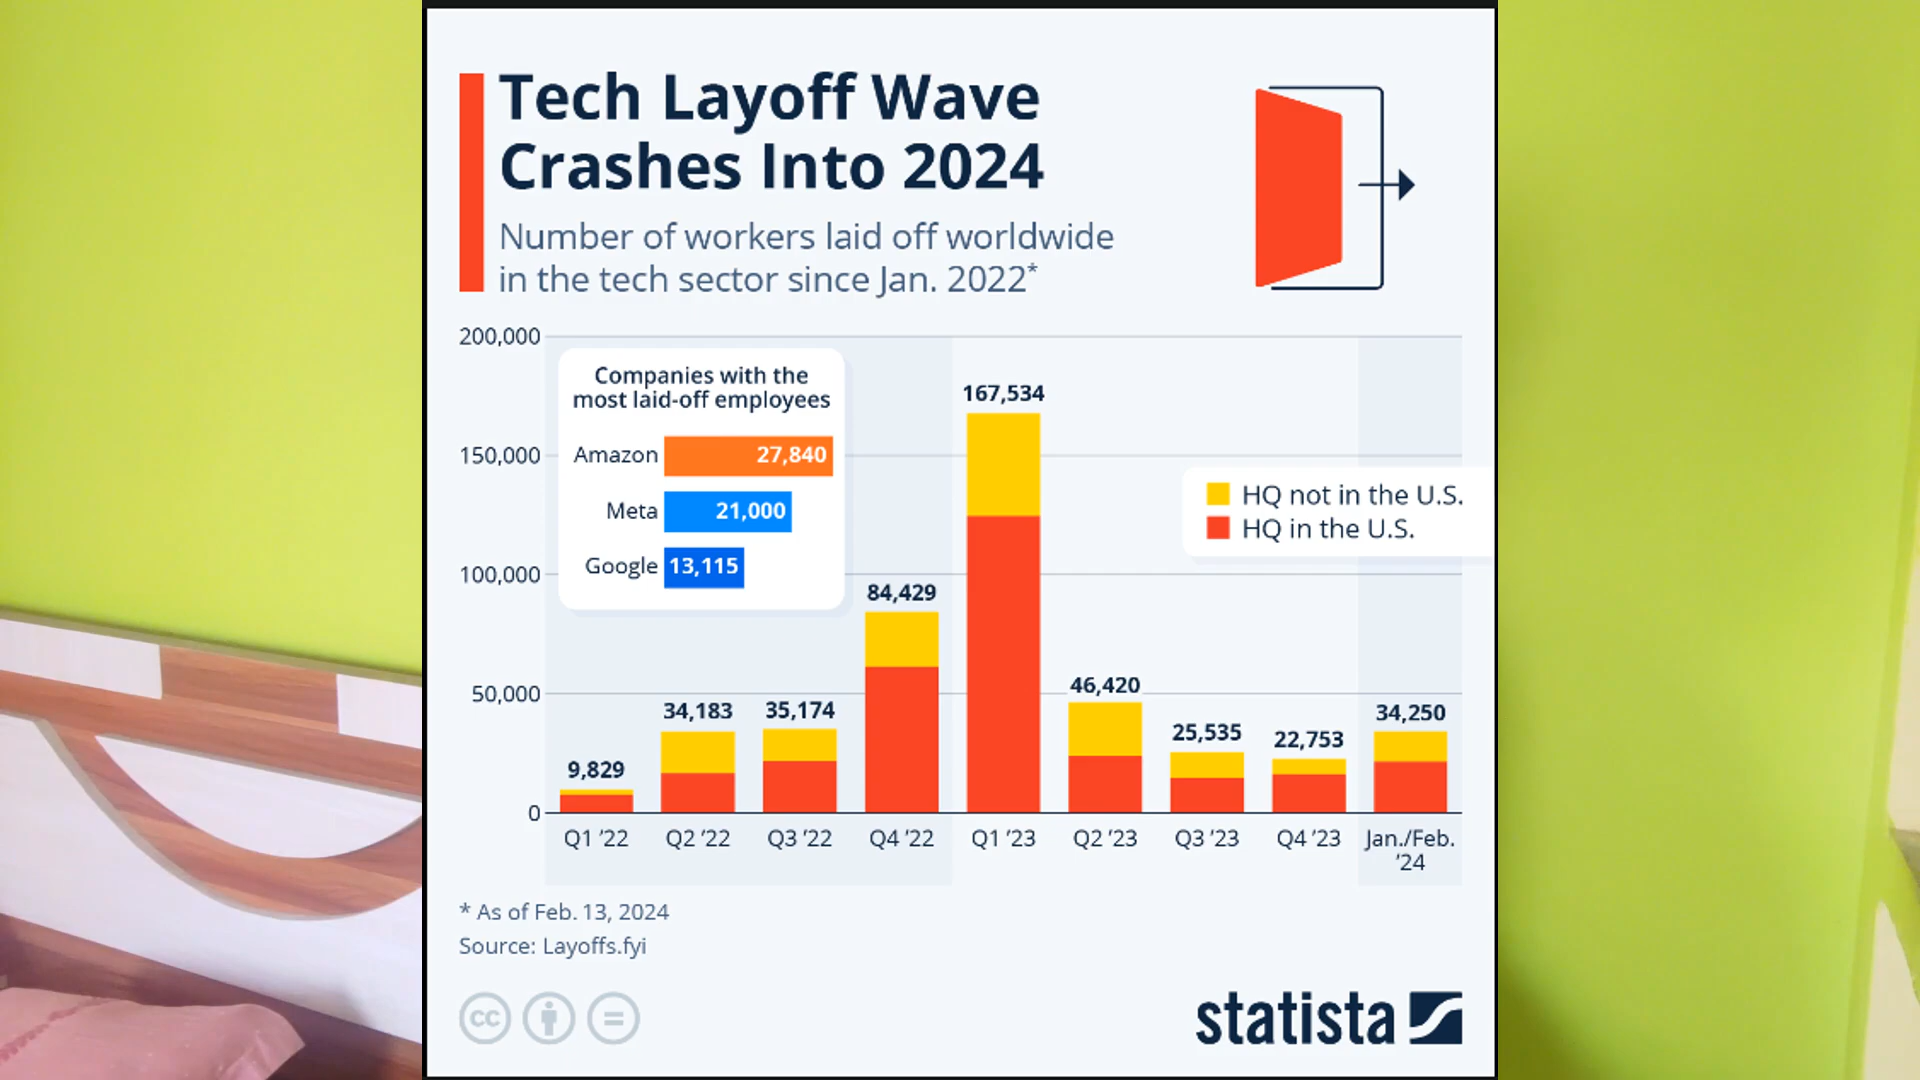 Tech Layoff Wave
Crashes Into 2024
Number of workers laid off worldwide
in the tech sector since Jan. 2022*
200,000
150,000
100,000
50,000
0
Companies with the
most laid-off employees
Amazon 27,840
Meta 21,000
Google 13,115
HQ not in the U.S.
HQ in the U.S.
9,829
34,183
35,174
84,429
167,534
46,420
25,535
22,753
34,250
Q1 '22
Q2 '22
Q3 '22
Q4 '22
Q1 '23
Q2 '23
Q3 '23
Q4 '23
Jan./Feb.
'24
* As of Feb. 13, 2024
Source: Layoffs.fyi
cc
=
statista